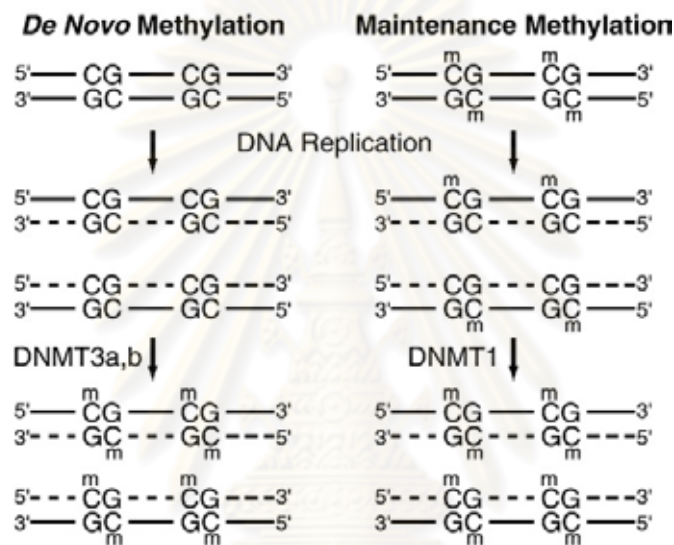 De Novo Methylation Maintenance Methylation
m m
5'— CG — CG —3' 5'— CG — CG —3'
3'— GC — GC —5' 3'— GC — GC —5'
m m
DNA Replication
m m
5'— CG — CG —3' 5'— CG — CG —3'
3'--- GC --- GC ---5' 3'--- GC --- GC ---5'
5'--- CG --- CG ---3' 5'--- CG --- CG ---3'
3'— GC — GC —5' 3'— GC — GC —5'
m m
DNMT3a,b DNMT1
m m m m
5'— CG — CG —3' 5'— CG — CG —3'
3'--- GC --- GC ---5' 3'--- GC --- GC ---5'
m m m m
m m m m
5'--- CG --- CG ---3' 5'--- CG --- CG ---3'
3'— GC — GC —5' 3'— GC — GC —5'
m m m m